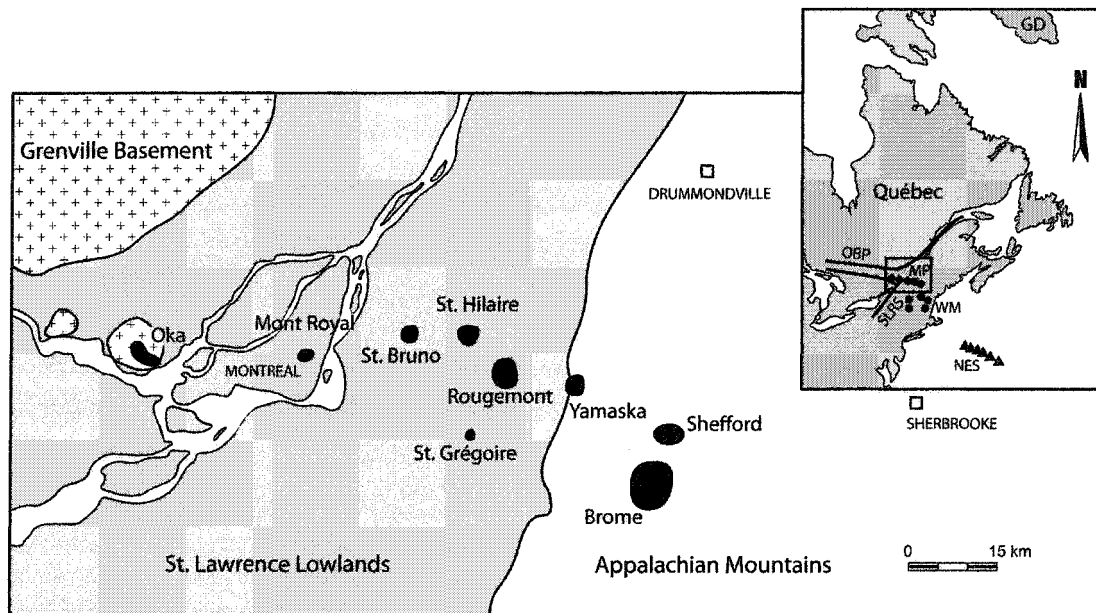 Grenville Basement
Oka
Mont Royal
MONTREAL
St. Bruno
St. Hilaire
Rougemont
St. Grégoire
Yamaska
Shefford
Brome
DRUMMONDVILLE
SHERBROOKE
St. Lawrence Lowlands
Appalachian Mountains
0 15 km
GD
N
Québec
OBP
MP
SLRS
WM
NES